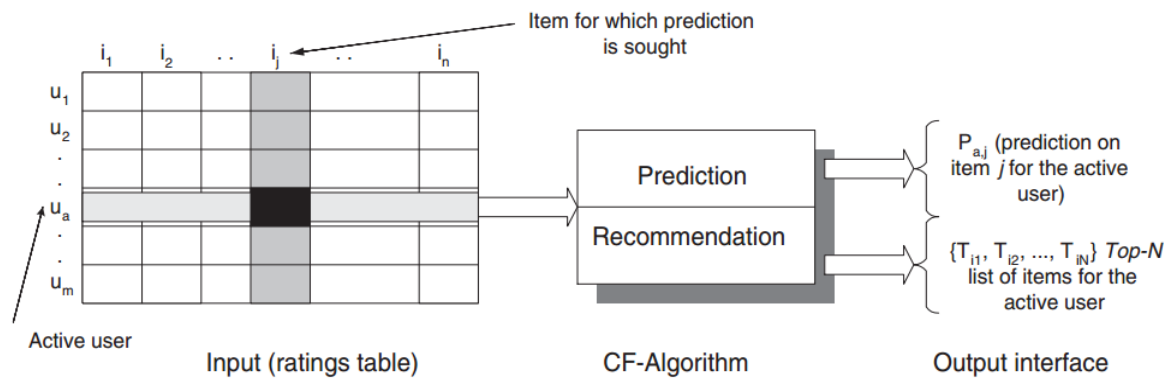 Item for which prediction
is sought
i1 i2 . . ij . . in
u1
u2
.
.
ua
.
.
um
Active user
Input (ratings table)
Prediction
Recommendation
CF-Algorithm
Pa,j (prediction on
item j for the active
user)
{Ti1, Ti2, ..., TiN} Top-N
list of items for the
active user
Output interface